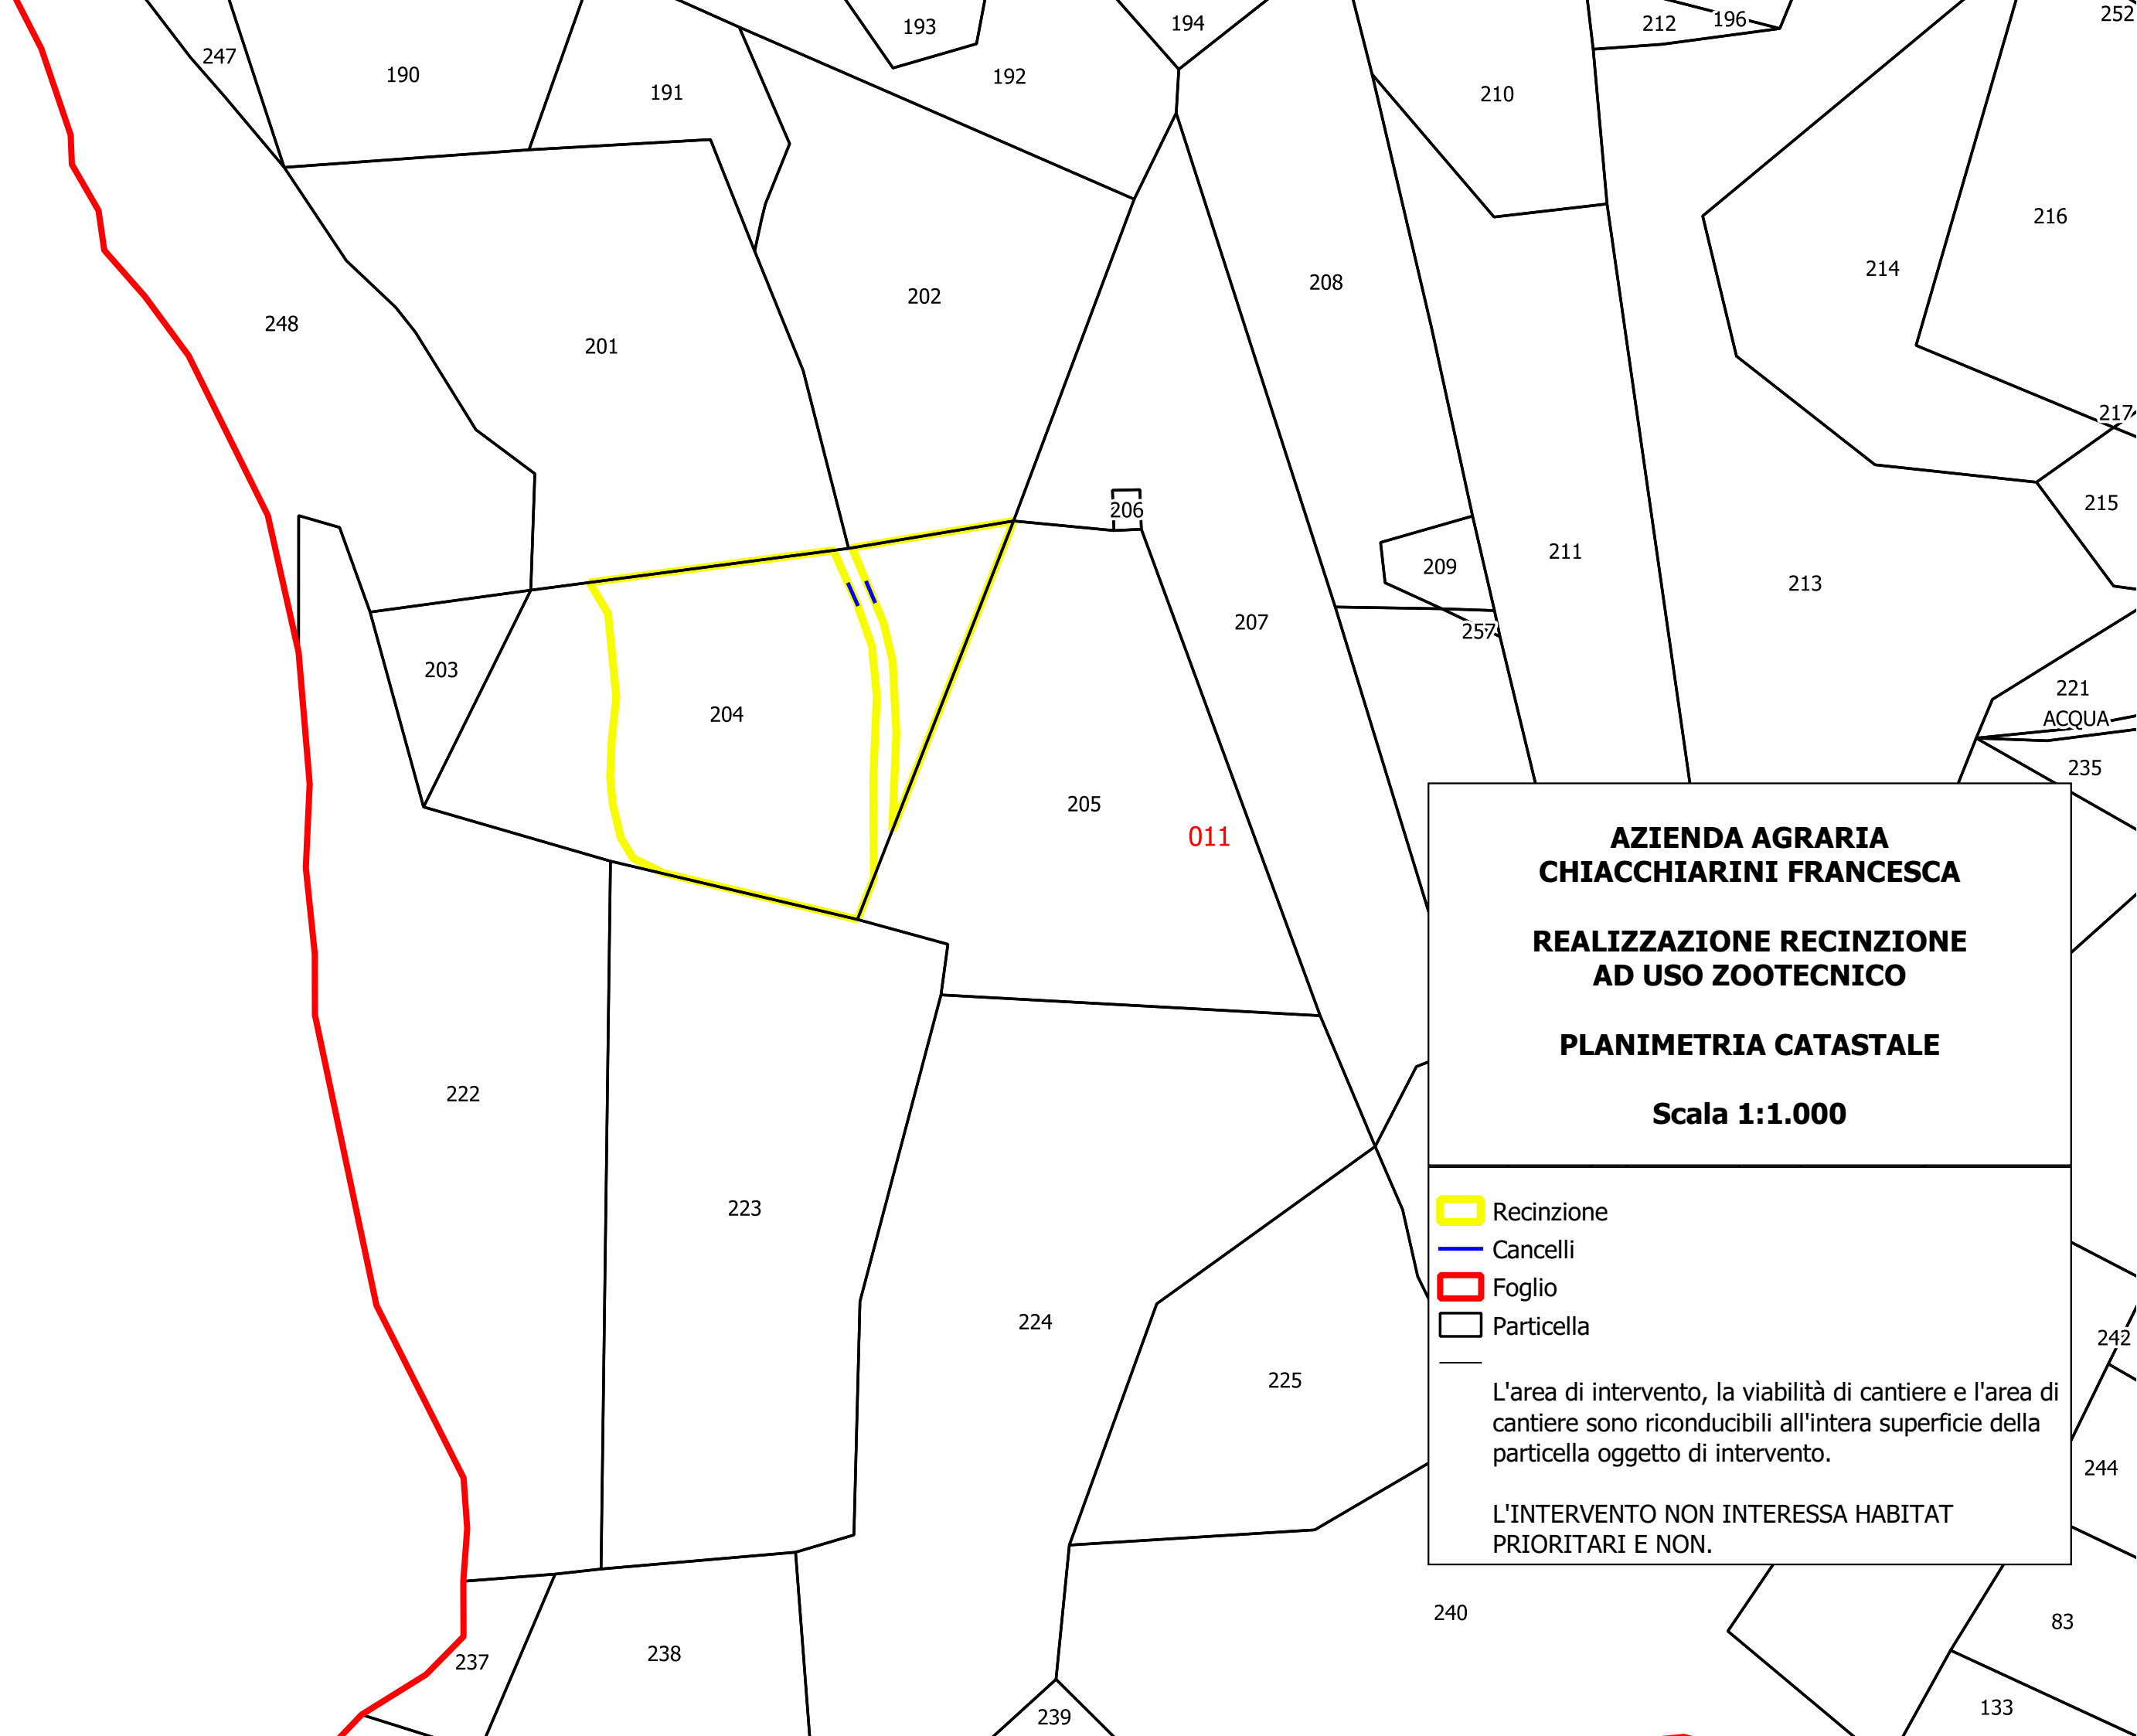 252
193
194
212
196
247
190
191
192
210
216
214
208
202
248
201
217
206
215
211
209
213
207
257
203
221
204
ACQUA
235
205
011
AZIENDA AGRARIA
CHIACCHIARINI FRANCESCA
REALIZZAZIONE RECINZIONE
AD USO ZOOTECNICO
PLANIMETRIA CATASTALE
Scala 1:1.000
222
223
Recinzione
Cancelli
Foglio
Particella
224
242
225
L'area di intervento, la viabilità di cantiere e l'area di
cantiere sono riconducibili all'intera superficie della
particella oggetto di intervento.
244
L'INTERVENTO NON INTERESSA HABITAT
PRIORITARI E NON.
240
83
238
237
133
239